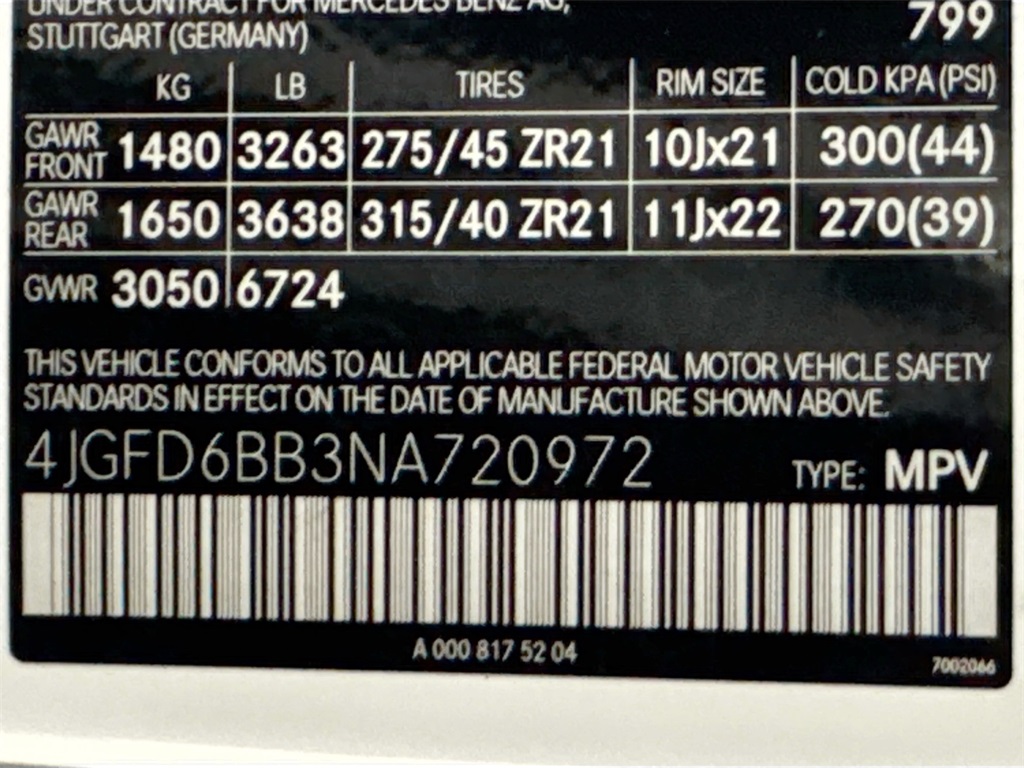 UNDER CONTRACT FOR MERCEDES BENZ AG,
STUTTGART (GERMANY) 799
KG LB TIRES RIM SIZE COLD KPA (PSI)
GAWR FRONT 1480 3263 275/45 ZR21 10Jx21 300(44)
GAWR REAR 1650 3638 315/40 ZR21 11Jx22 270(39)
GVWR 3050 6724
THIS VEHICLE CONFORMS TO ALL APPLICABLE FEDERAL MOTOR VEHICLE SAFETY
STANDARDS IN EFFECT ON THE DATE OF MANUFACTURE SHOWN ABOVE.
4JGFD6BB3NA720972 TYPE: MPV
A 000 817 52 04
7002066